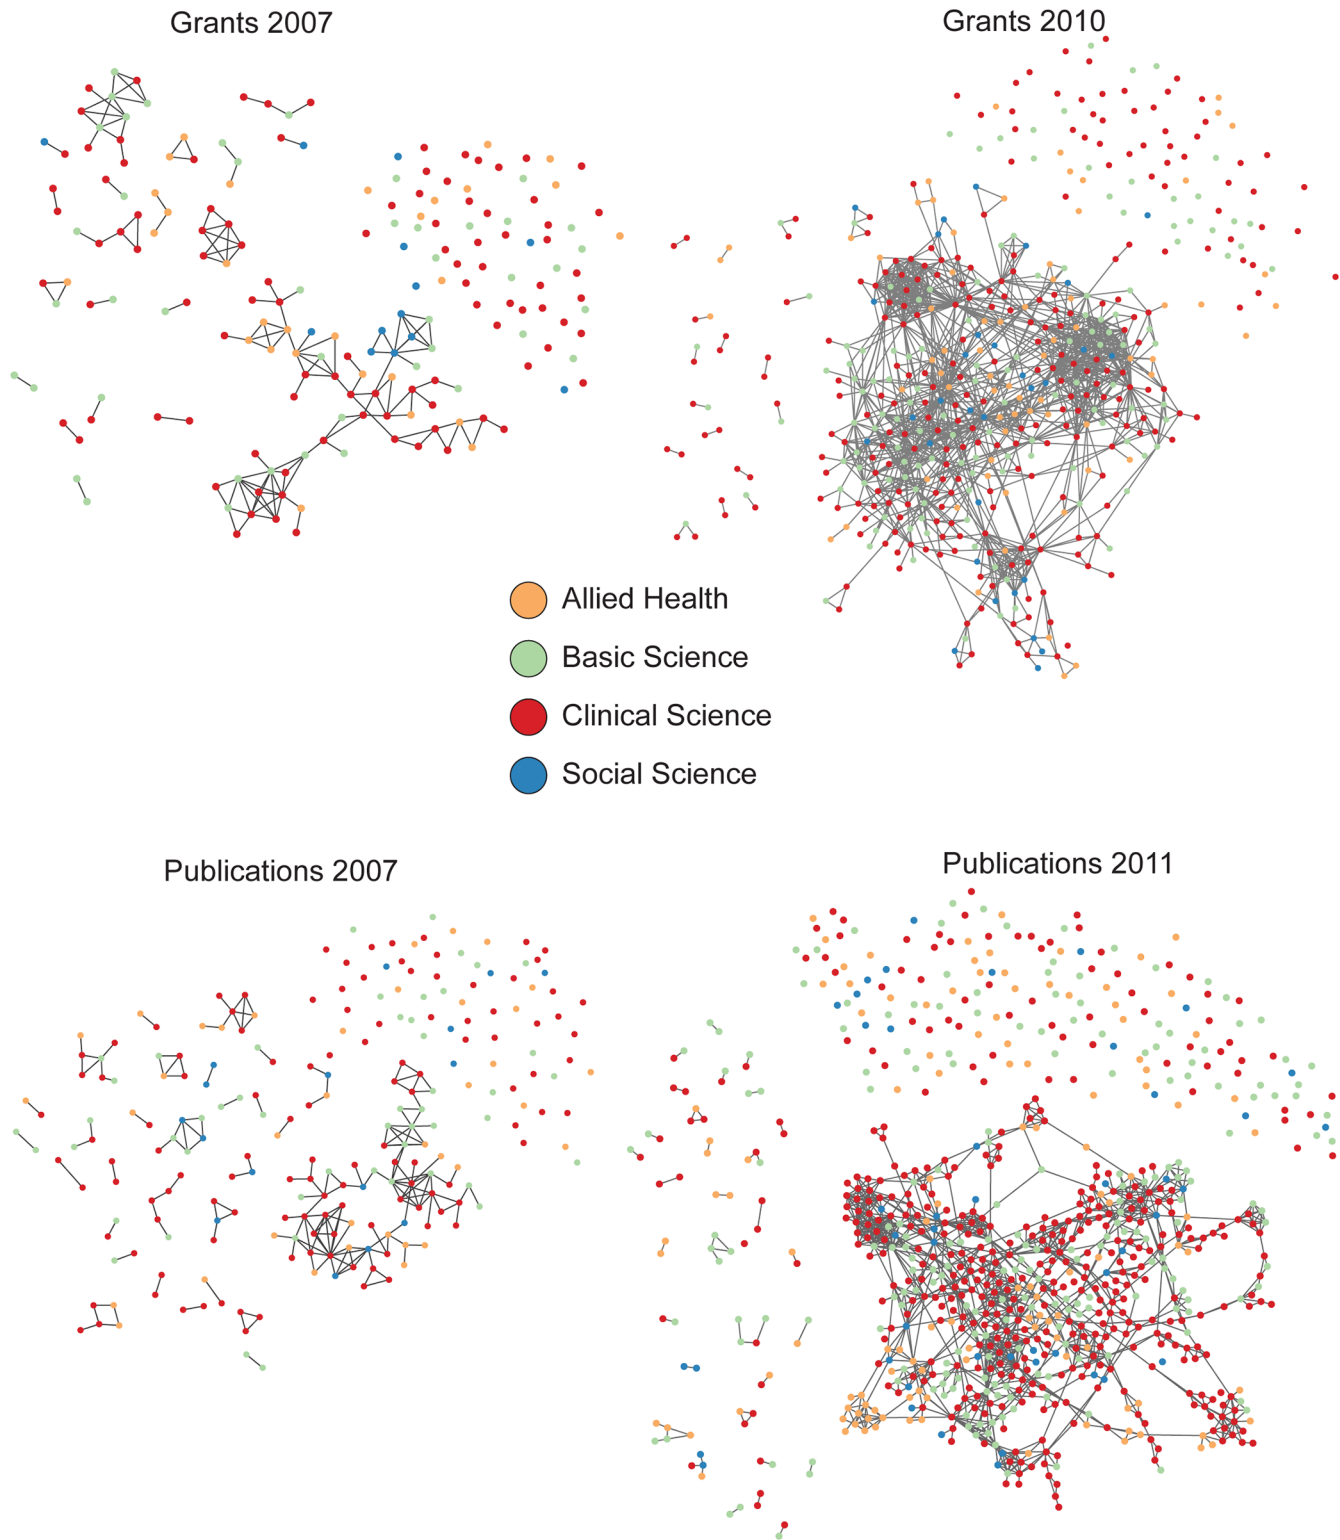 Grants 2007
Grants 2010
Allied Health
Basic Science
Clinical Science
Social Science
Publications 2007
Publications 2011